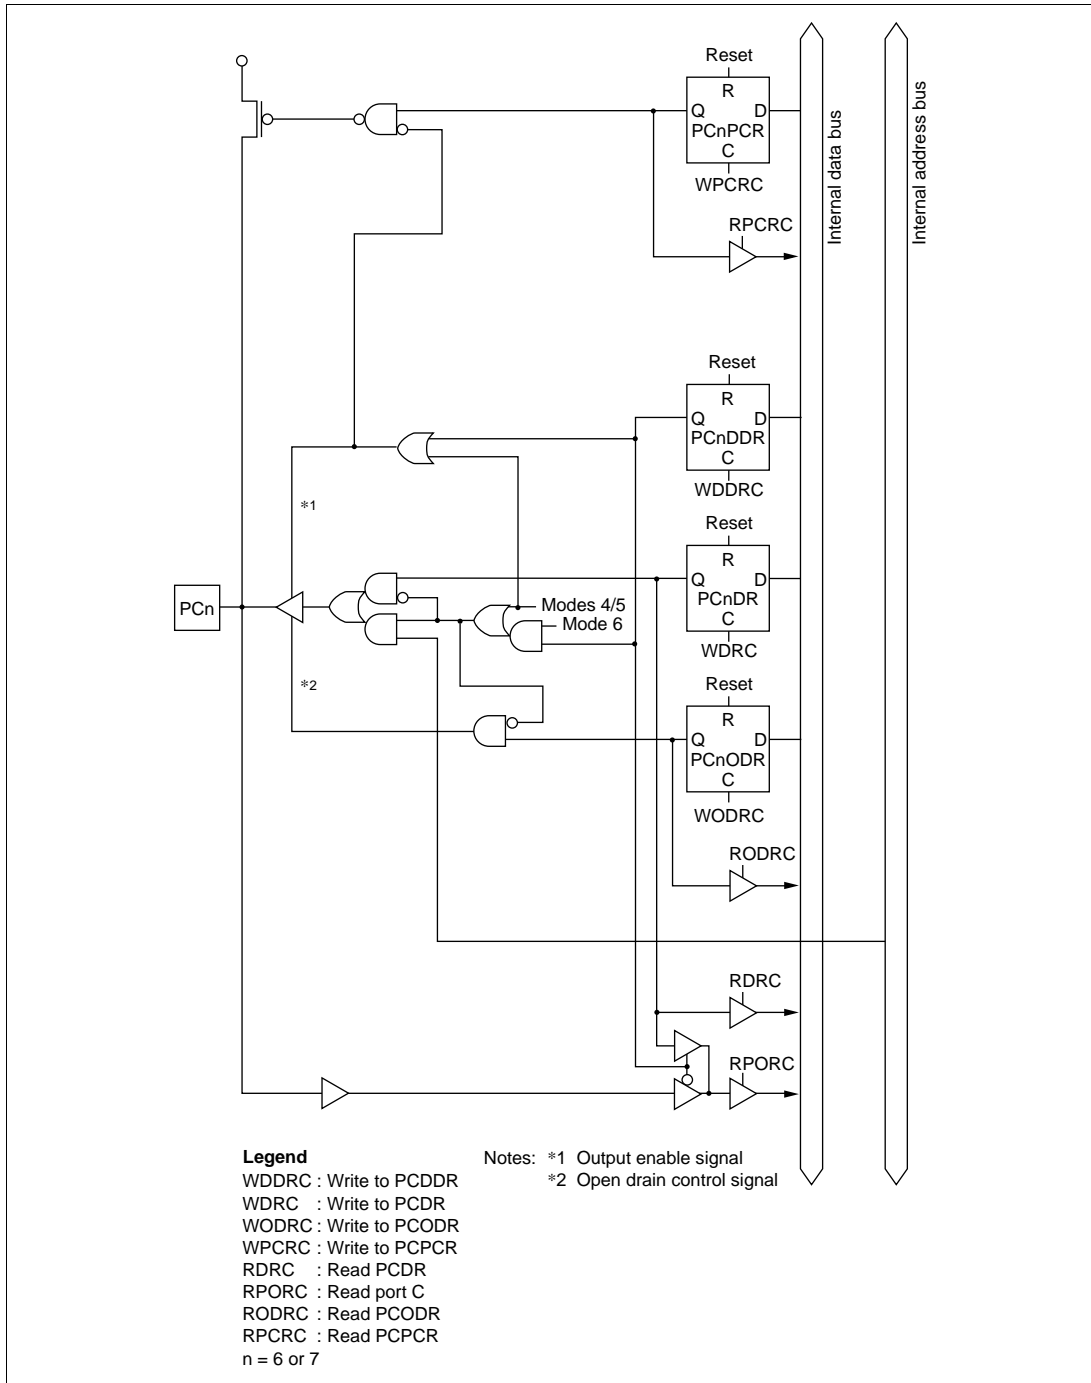 Reset
R
Q D
PCnPCR
C
WPCRC
RPCRC
Internal data bus
Internal address bus
Reset
R
Q D
PCnDDR
C
WDDRC
*1
Reset
R
Q D
PCnDR
C
WDRC
PCn
Modes 4/5
Mode 6
*2
Reset
R
Q D
PCnODR
C
WODRC
RODRC
RDRC
RPORC
Legend
WDDRC : Write to PCDDR
WDRC : Write to PCDR
WODRC : Write to PCODR
WPCRC : Write to PCPCR
RDRC : Read PCDR
RPORC : Read port C
RODRC : Read PCODR
RPCRC : Read PCPCR
n = 6 or 7
Notes: *1 Output enable signal
*2 Open drain control signal